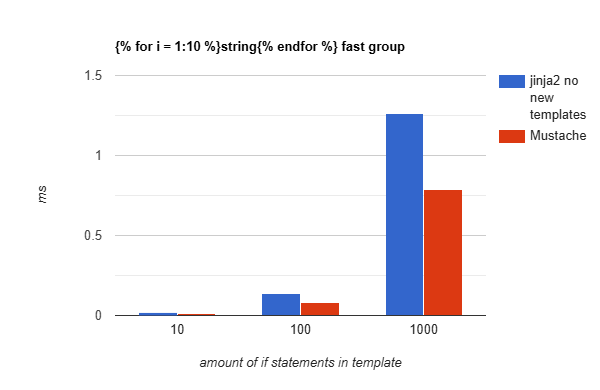 {% for i = 1:10 %}string{% endfor %} fast group
1.5
1
0.5
0
ms
10
100
1000
amount of if statements in template
jinja2 no
new
templates
Mustache